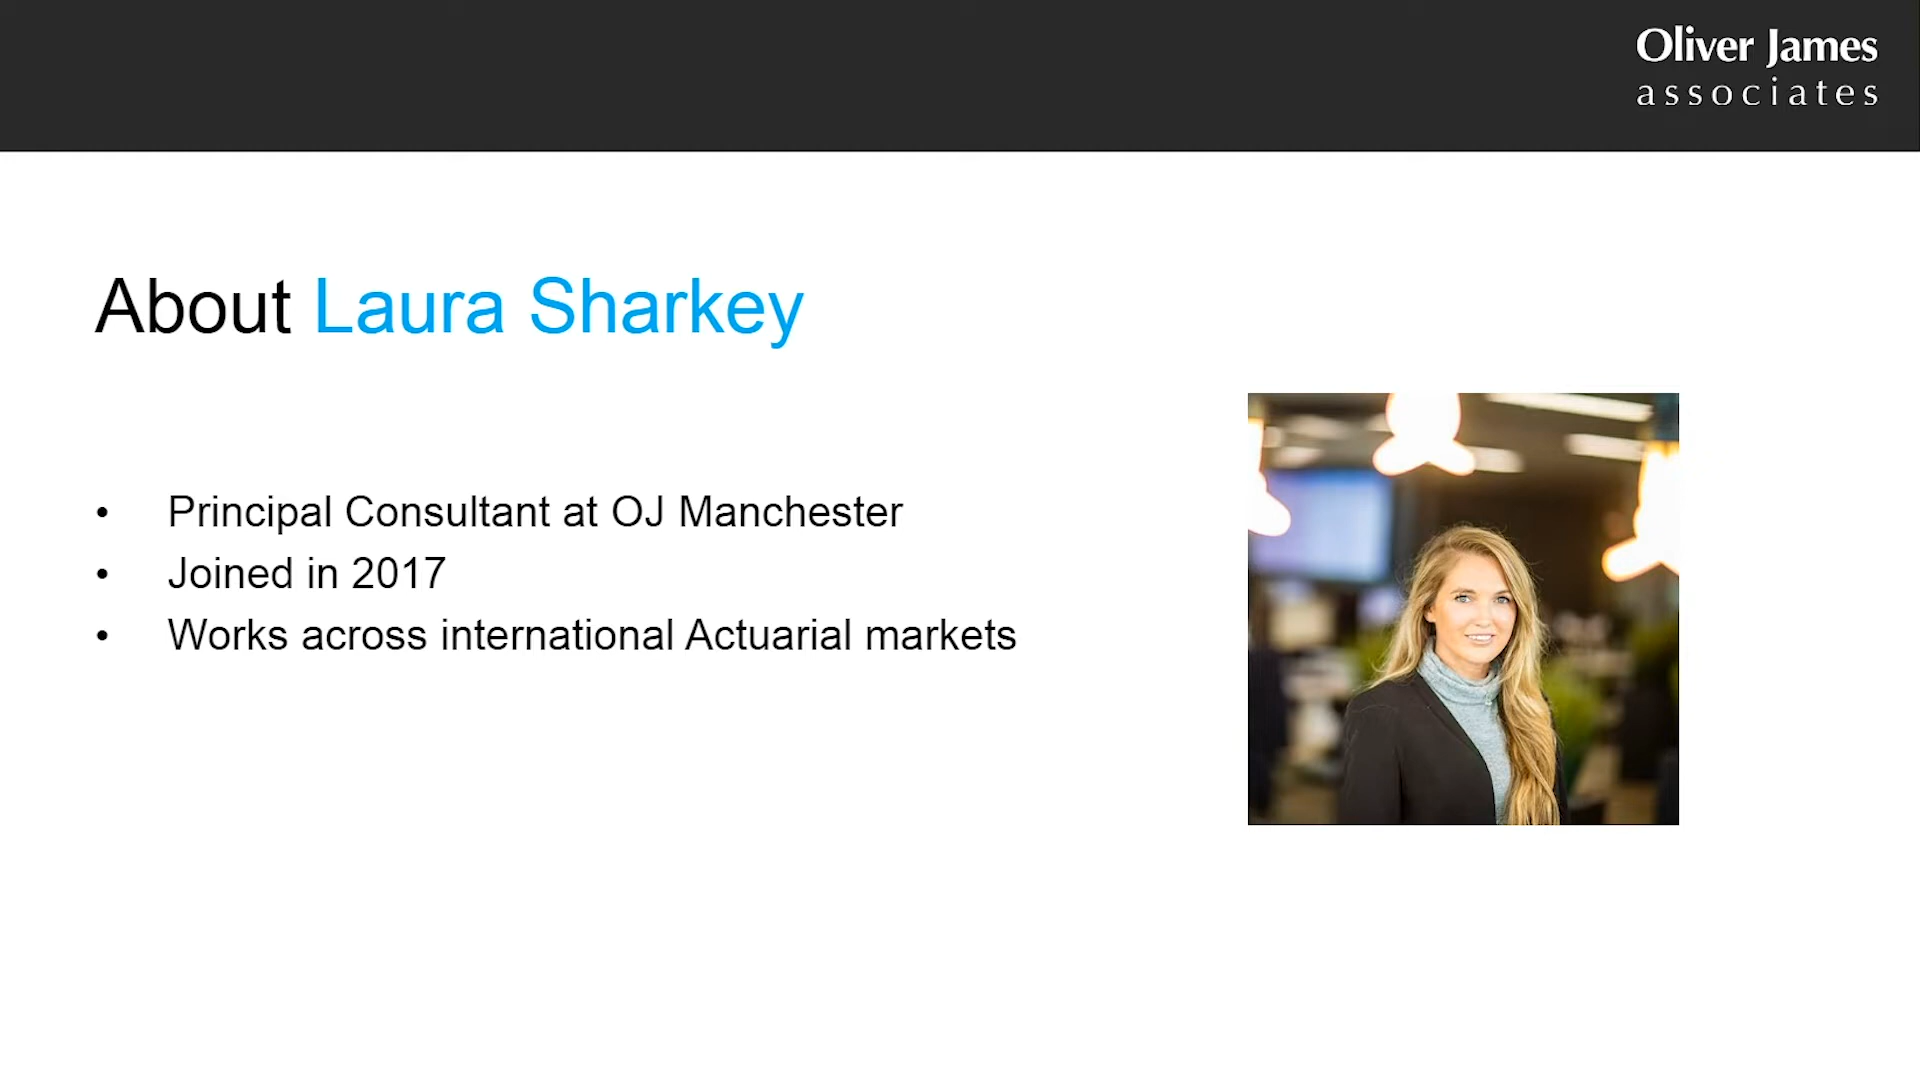 Oliver James
associates
About Laura Sharkey
• Principal Consultant at OJ Manchester
• Joined in 2017
• Works across international Actuarial markets